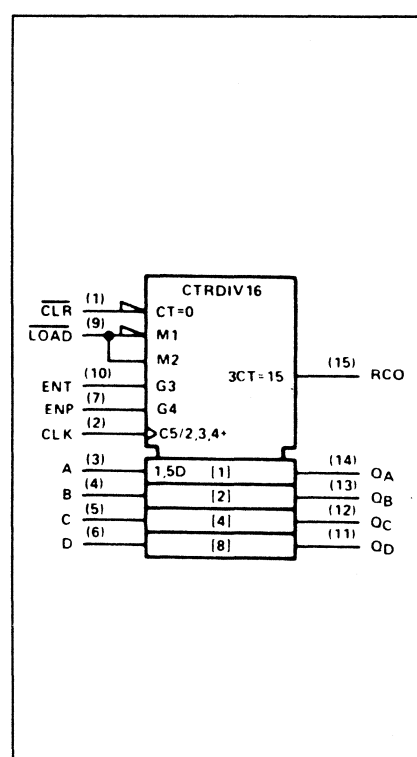 CTRDIV16
CLR (1) CT=0
LOAD (9) M1
M2
ENT (10) G3
3CT=15 (15) RCO
ENP (7) G4
CLK (2) C5/2,3,4+
A (3) 1,5D [1] (14) QA
B (4) [2] (13) QB
C (5) [4] (12) QC
D (6) [8] (11) QD